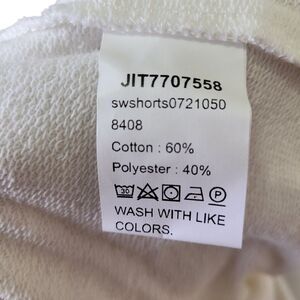 JIT7707558
swshorts0721050
8408
Cotton : 60%
Polyester : 40%
WASH WITH LIKE
COLORS.